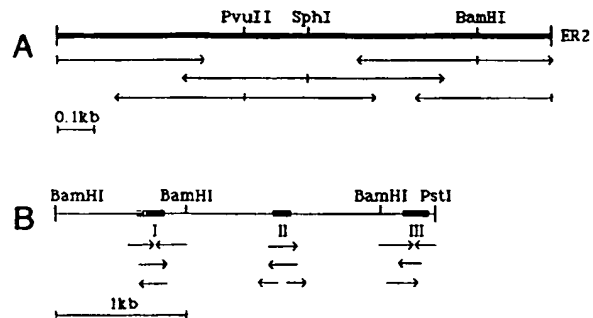 PvuII SphI BamHI
A ER2
0.1kb
BamHI BamHI BamHI PstI
B
I II III
1kb